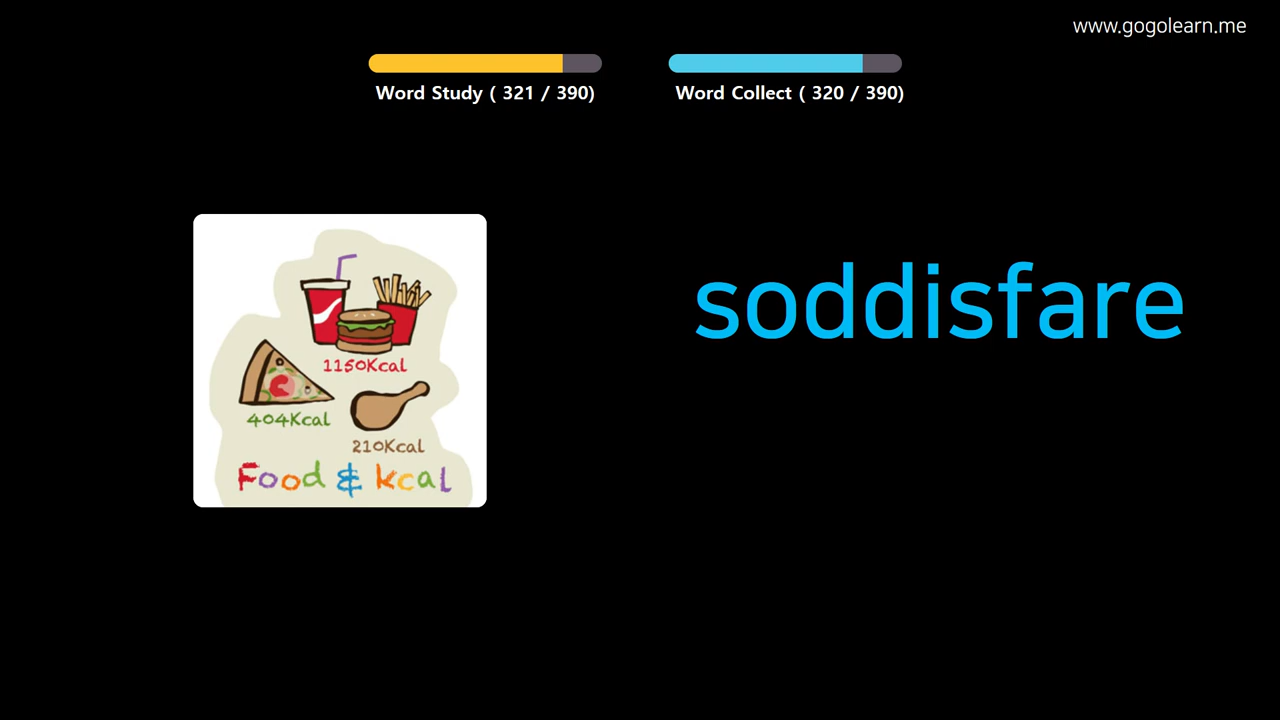 www.gogolearn.me
Word Study ( 321 / 390)
Word Collect ( 320 / 390)
soddisfare
1150Kcal
404Kcal
210Kcal
Food & kcal